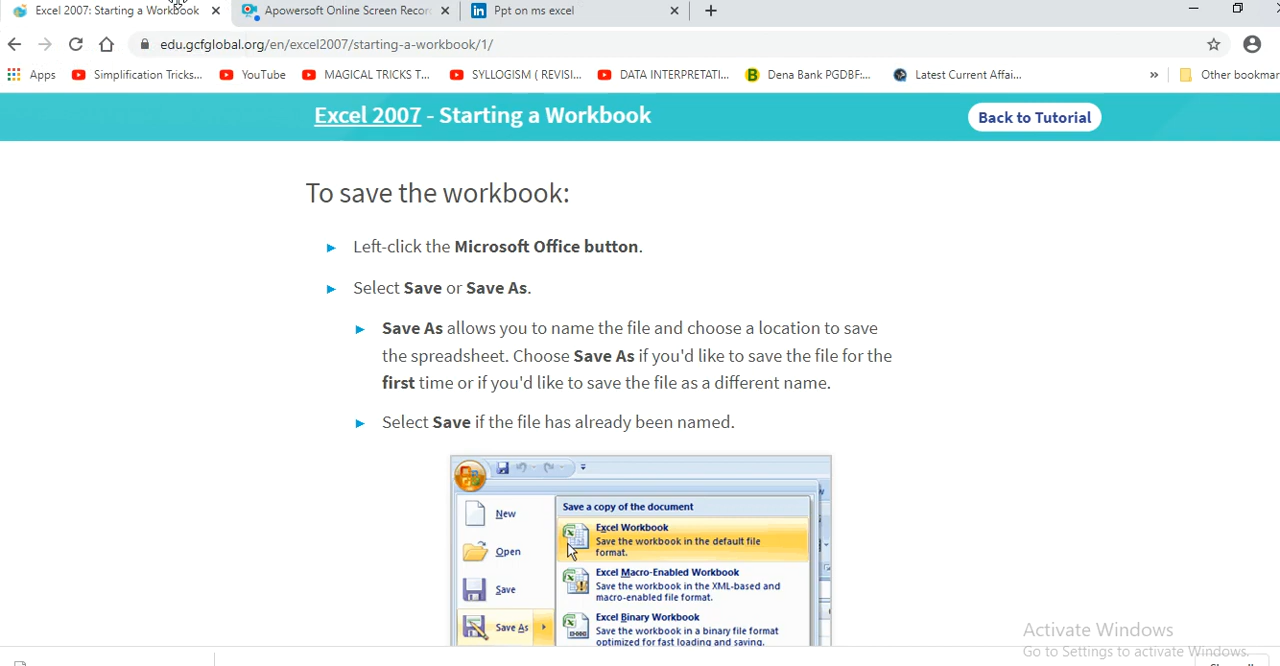 Excel 2007: Starting a Workbook
Apowersoft Online Screen Recor
Ppt on ms excel
edu.gcfglobal.org/en/excel2007/starting-a-workbook/1/
Apps
Simplification Tricks...
YouTube
MAGICAL TRICKS T...
SYLLOGISM ( REVISI...
DATA INTERPRETATI...
Dena Bank PGDBF:...
Latest Current Affai...
»
Other bookmar
Excel 2007 - Starting a Workbook
Back to Tutorial
To save the workbook:
Left-click the Microsoft Office button.
Select Save or Save As.
Save As allows you to name the file and choose a location to save
the spreadsheet. Choose Save As if you'd like to save the file for the
first time or if you'd like to save the file as a different name.
Select Save if the file has already been named.
New
Open
Save
Save As
Save a copy of the document
Excel Workbook
Save the workbook in the default file
format.
Excel Macro-Enabled Workbook
Save the workbook in the XML-based and
macro-enabled file format.
Excel Binary Workbook
Save the workbook in a binary file format
optimized for fast loading and saving.
Activate Windows
Go to Settings to activate Windows.